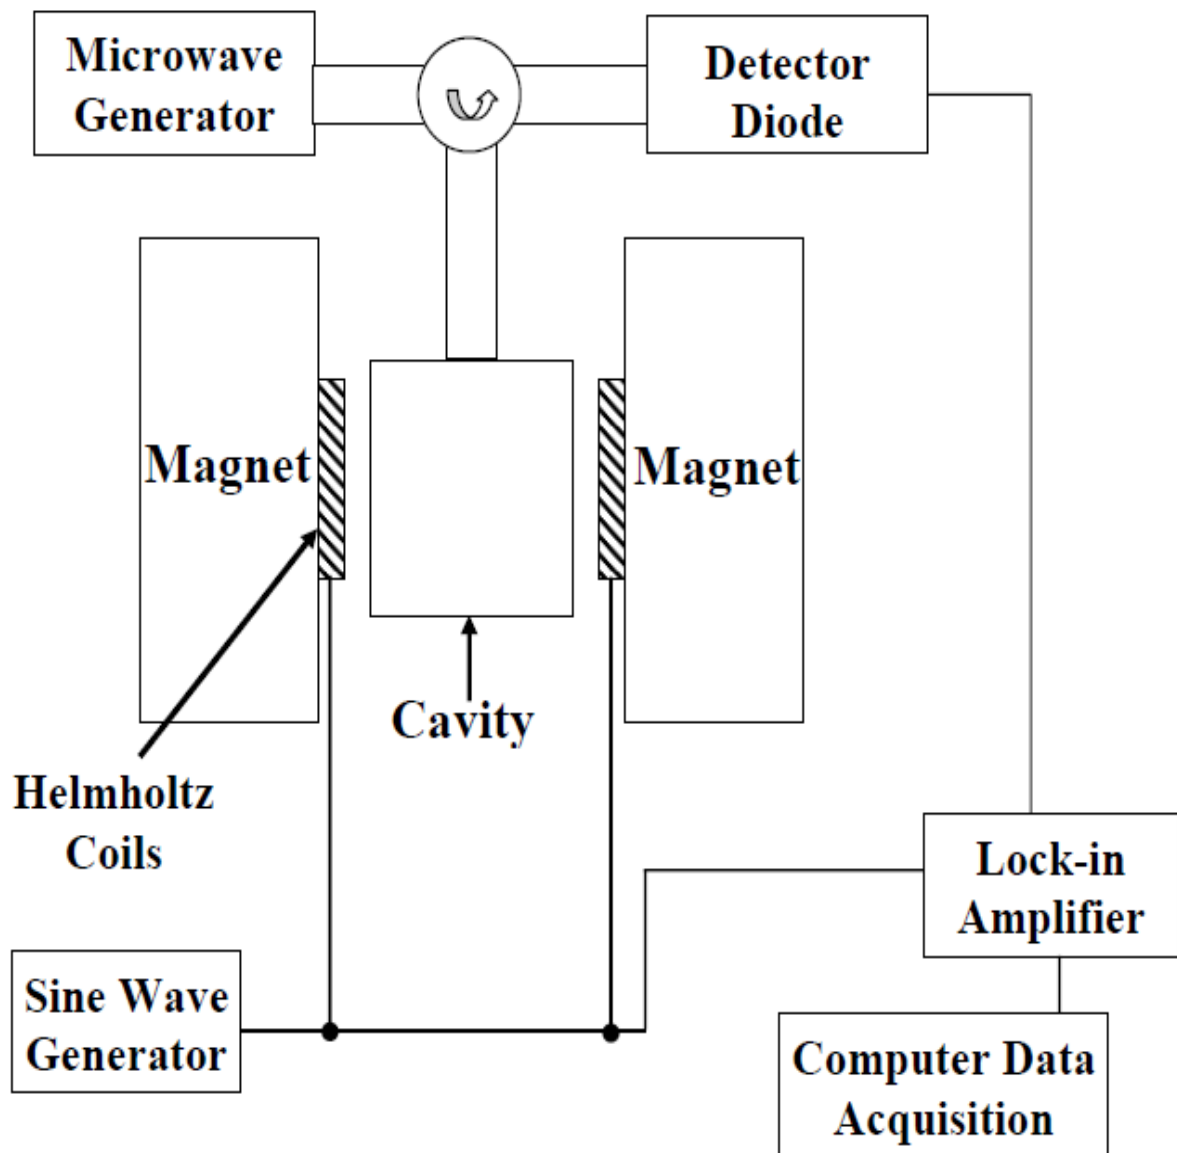 Microwave
Generator
Detector
Diode
Magnet
Magnet
Cavity
Helmholtz
Coils
Lock-in
Amplifier
Sine Wave
Generator
Computer Data
Acquisition